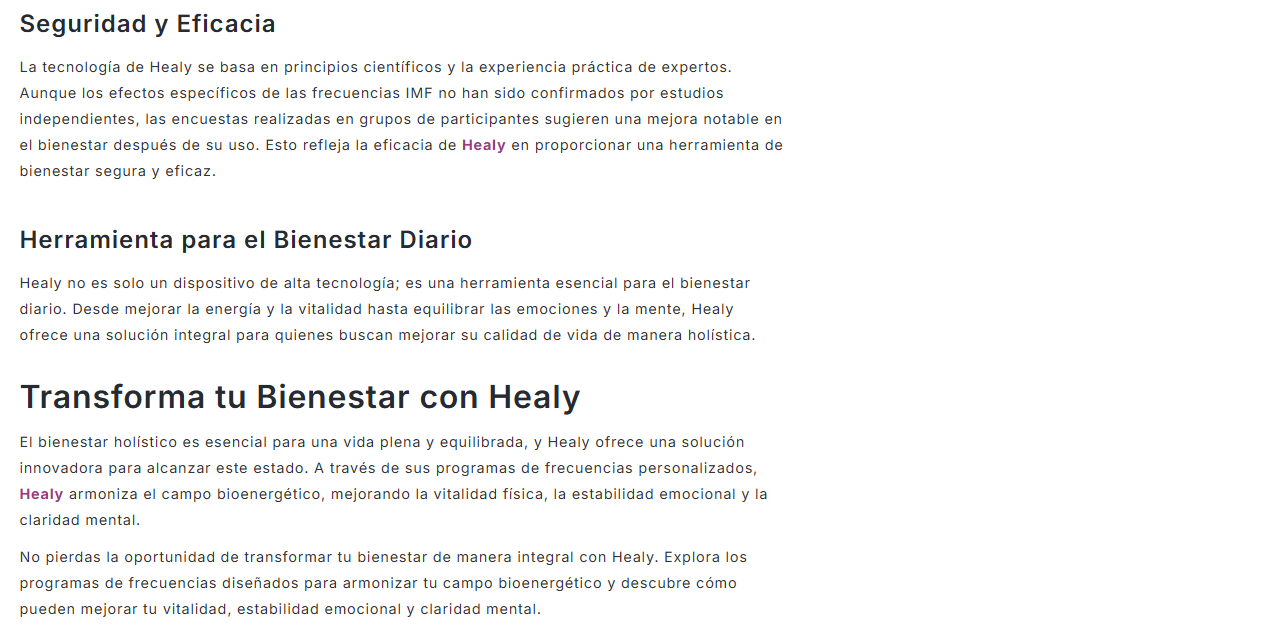 Seguridad y Eficacia
La tecnología de Healy se basa en principios científicos y la experiencia práctica de expertos.
Aunque los efectos específicos de las frecuencias IMF no han sido confirmados por estudios
independientes, las encuestas realizadas en grupos de participantes sugieren una mejora notable en
el bienestar después de su uso. Esto refleja la eficacia de Healy en proporcionar una herramienta de
bienestar segura y eficaz.
Herramienta para el Bienestar Diario
Healy no es solo un dispositivo de alta tecnología; es una herramienta esencial para el bienestar
diario. Desde mejorar la energía y la vitalidad hasta equilibrar las emociones y la mente, Healy
ofrece una solución integral para quienes buscan mejorar su calidad de vida de manera holística.
Transforma tu Bienestar con Healy
El bienestar holístico es esencial para una vida plena y equilibrada, y Healy ofrece una solución
innovadora para alcanzar este estado. A través de sus programas de frecuencias personalizados,
Healy armoniza el campo bioenergético, mejorando la vitalidad física, la estabilidad emocional y la
claridad mental.
No pierdas la oportunidad de transformar tu bienestar de manera integral con Healy. Explora los
programas de frecuencias diseñados para armonizar tu campo bioenergético y descubre cómo
pueden mejorar tu vitalidad, estabilidad emocional y claridad mental.